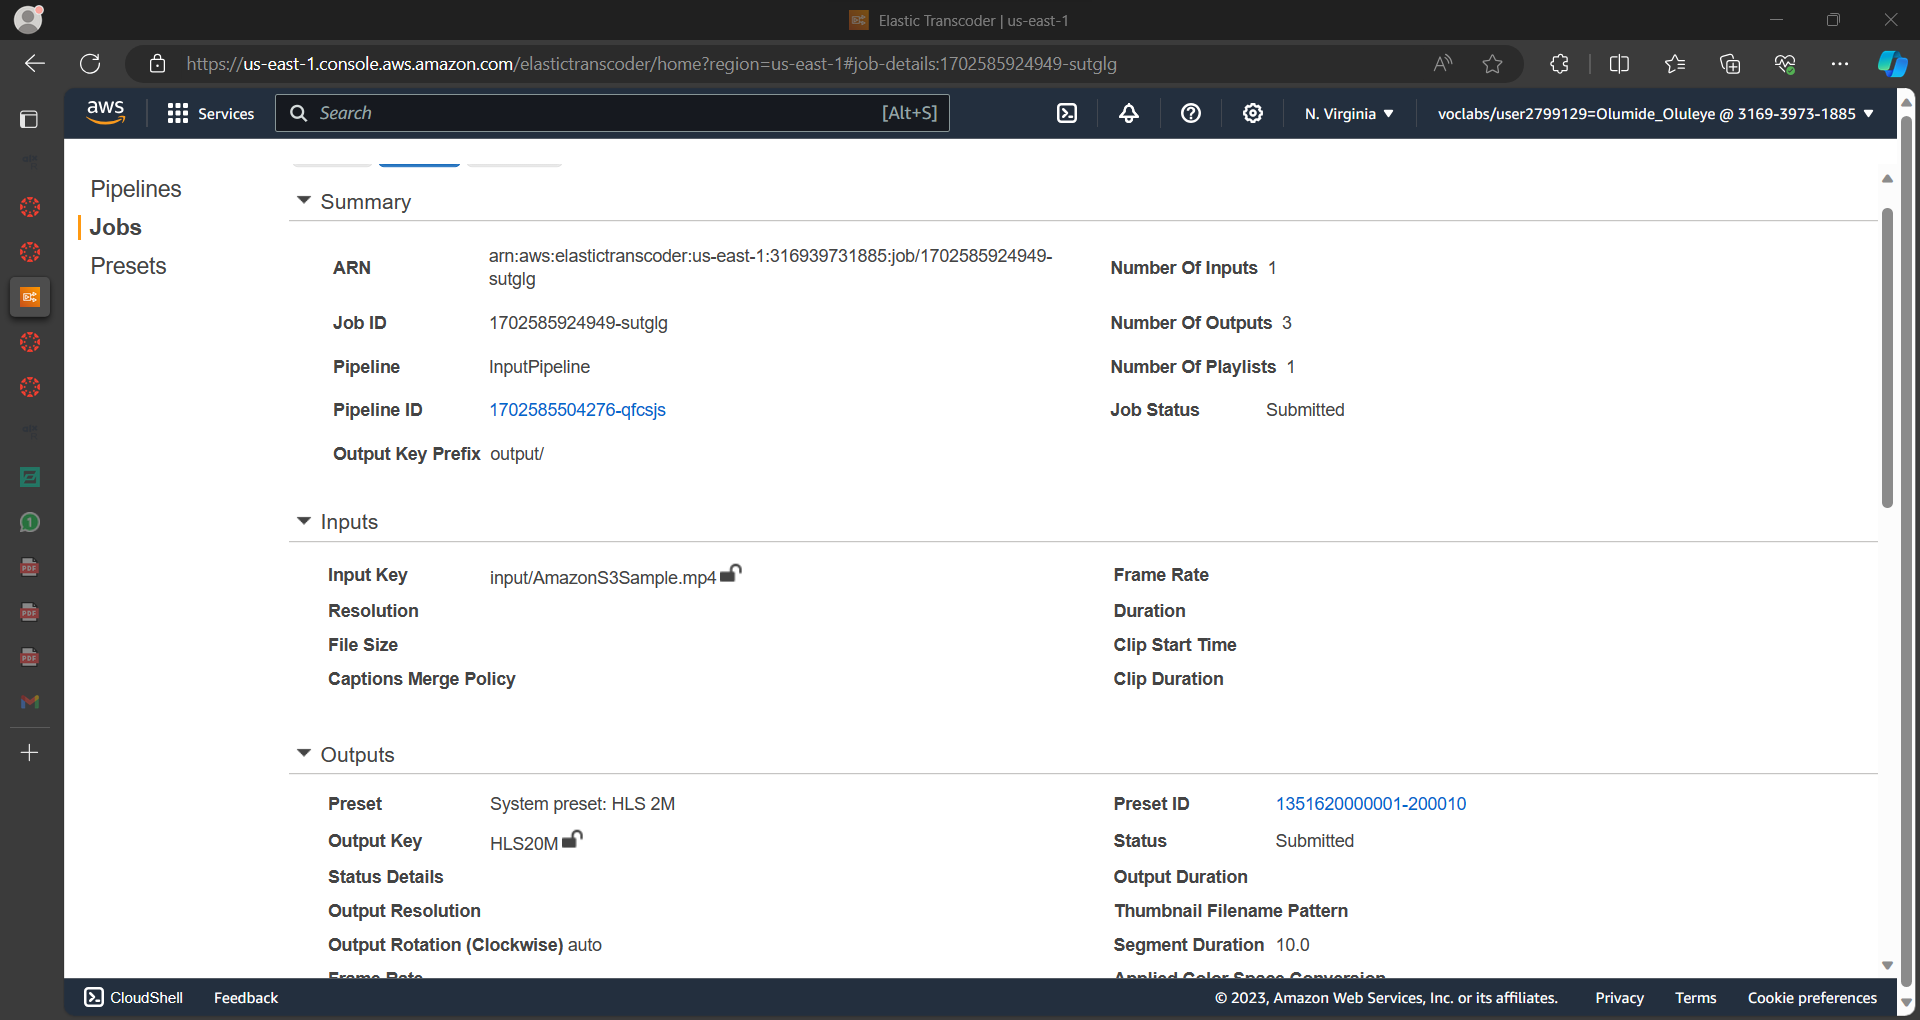 Elastic Transcoder | us-east-1
https://us-east-1.console.aws.amazon.com/elastictranscoder/home?region=us-east-1#job-details:1702585924949-sutglg
aws Services Search [Alt+S] N. Virginia voclabs/user2799129=Olumide_Oluleye @ 3169-3973-1885
Pipelines
Jobs
Presets
Summary
ARN arn:aws:elastictranscoder:us-east-1:316939731885:job/1702585924949-
sutglg
Number Of Inputs 1
Job ID 1702585924949-sutglg Number Of Outputs 3
Pipeline InputPipeline Number Of Playlists 1
Pipeline ID 1702585504276-qfcsjs Job Status Submitted
Output Key Prefix output/
Inputs
Input Key input/AmazonS3Sample.mp4 Frame Rate
Resolution Duration
File Size Clip Start Time
Captions Merge Policy Clip Duration
Outputs
Preset System preset: HLS 2M Preset ID 1351620000001-200010
Output Key HLS20M Status Submitted
Status Details Output Duration
Output Resolution Thumbnail Filename Pattern
Output Rotation (Clockwise) auto Segment Duration 10.0
Frame Rate Applied Color Space Conversion
CloudShell Feedback © 2023, Amazon Web Services, Inc. or its affiliates. Privacy Terms Cookie preferences